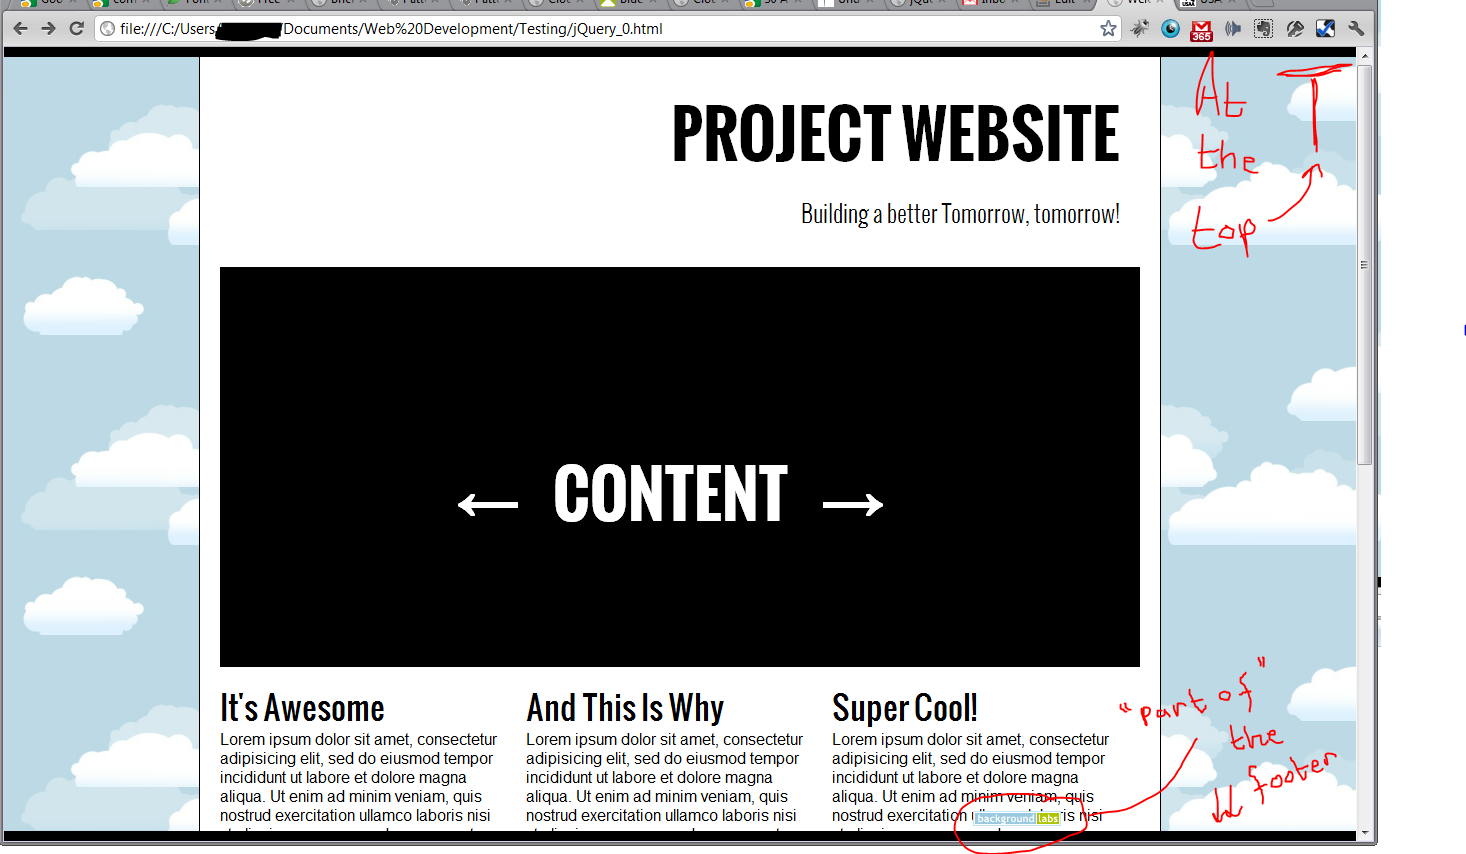 file:///C:/Users/ /Documents/Web%20Development/Testing/jQuery_0.html
365
At
the
top
PROJECT WEBSITE
Building a better Tomorrow, tomorrow!
← CONTENT →
It's Awesome
Lorem ipsum dolor sit amet, consectetur
adipisicing elit, sed do eiusmod tempor
incididunt ut labore et dolore magna
aliqua. Ut enim ad minim veniam, quis
nostrud exercitation ullamco laboris nisi
And This Is Why
Lorem ipsum dolor sit amet, consectetur
adipisicing elit, sed do eiusmod tempor
incididunt ut labore et dolore magna
aliqua. Ut enim ad minim veniam, quis
nostrud exercitation ullamco laboris nisi
Super Cool!
Lorem ipsum dolor sit amet, consectetur
adipisicing elit, sed do eiusmod tempor
incididunt ut labore et dolore magna
aliqua. Ut enim ad minim veniam, quis
nostrud exercitation nisi
background labs
"part of"
the
footer